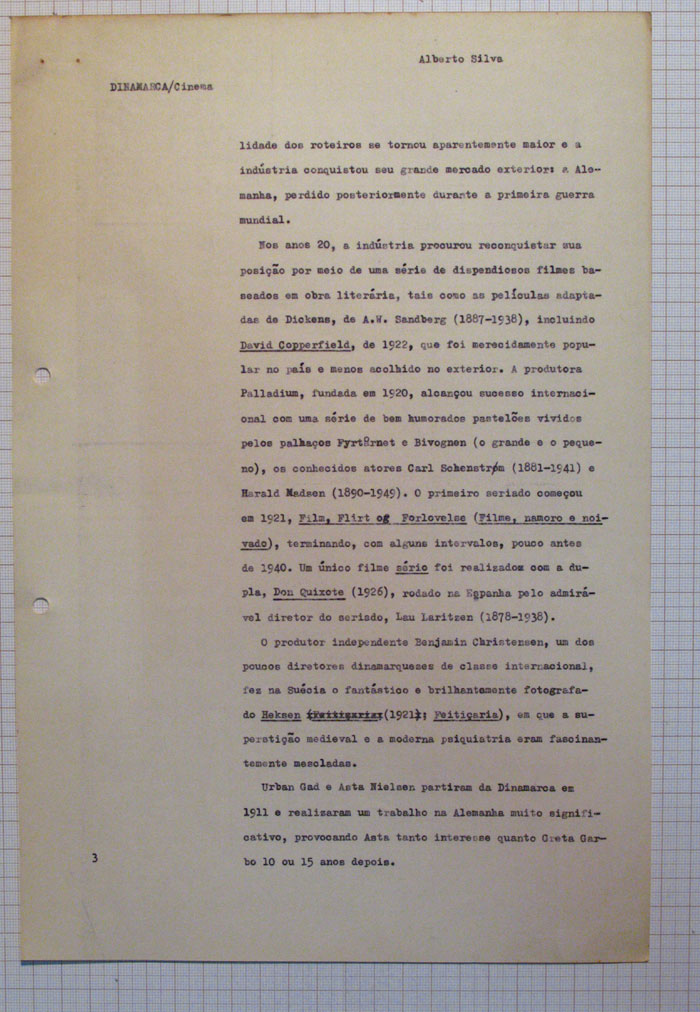 Alberto Silva
DINAMASCA/Cinema
lidade dos roteiros se tornou aparentemente maior e a
indústria conquistou seu grande mercado exterior: a Ale-
manha, perdido posteriormente durante a primeira guerra
mundial.
Nos anos 20, a indústria procurou reconquistar sua
posição por meio de uma série de dispendiosos filmes ba-
seados em obra literária, tais como as películas adapta-
das de Dickens, de A.W. Sandberg (1887-1938), incluindo
David Copperfield, de 1922, que foi merecidamente popu-
lar no país e menos acolhido no exterior. A produtora
Palladium, fundada em 1920, alcançou sucesso internaci-
onal com uma série de bem humorados pastelões vividos
pelos palhaços Fyrtårnet e Bivognen (o grande e o peque-
no), os conhecidos atores Carl Schenstrøm (1881-1941) e
Harald Madsen (1890-1949). O primeiro seriado começou
em 1921, Film, Flirt og Forlovelse (Filme, namoro e noi-
vado), terminando, com alguns intervalos, pouco antes
de 1940. Um único filme sério foi realizado com a du-
pla, Don Quixote (1926), rodado na Espanha pelo admirá-
vel diretor do seriado, Lau Laritzen (1878-1938).
O produtor independente Benjamin Christensen, um dos
poucos diretores dinamarqueses de classe internacional,
fez na Suécia o fantástico e brilhantemente fotografa-
do Heksen (1921; Feitiçaria), em que a su-
perstição medieval e a moderna psiquiatria eram fascinan-
temente mescladas.
Urban Gad e Asta Nielsen partiram da Dinamarca em
1911 e realizaram um trabalho na Alemanha muito signifi-
cativo, provocando Asta tanto interesse quanto Greta Gar-
bo 10 ou 15 anos depois.
3